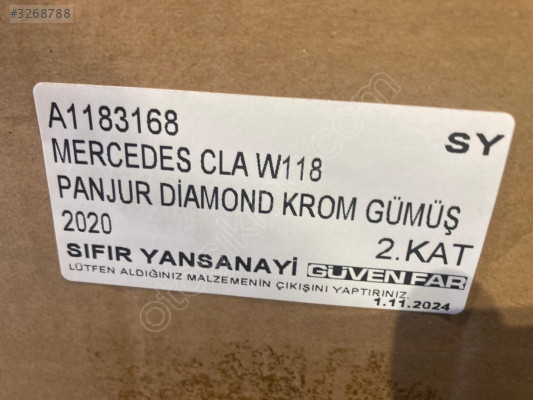 #3268788
A1183168
SY
MERCEDES CLA W118
PANJUR DİAMOND KROM GÜMÜŞ
2020
2.KAT
SIFIR YANSANAYİ GÜVEN FAR
LÜTFEN ALDIĞINIZ MALZEMENİN ÇIKIŞINI YAPTIRINIZ
1.11.2024